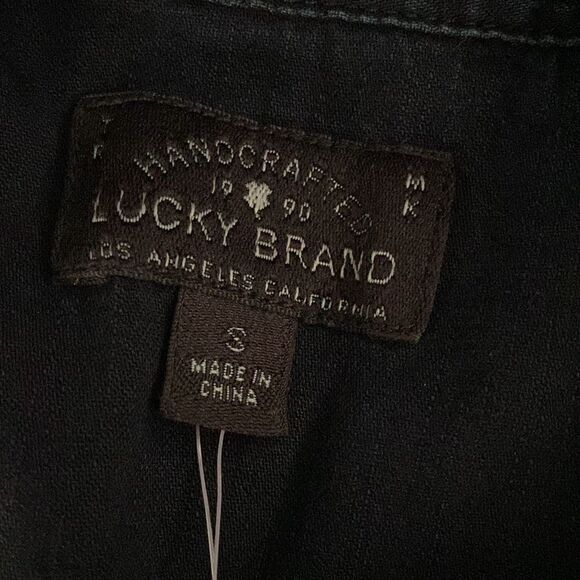 HANDCRAFTED
19 90
M
K
LUCKY BRAND
LOS ANGELES CALIFORNIA
S
MADE IN
CHINA